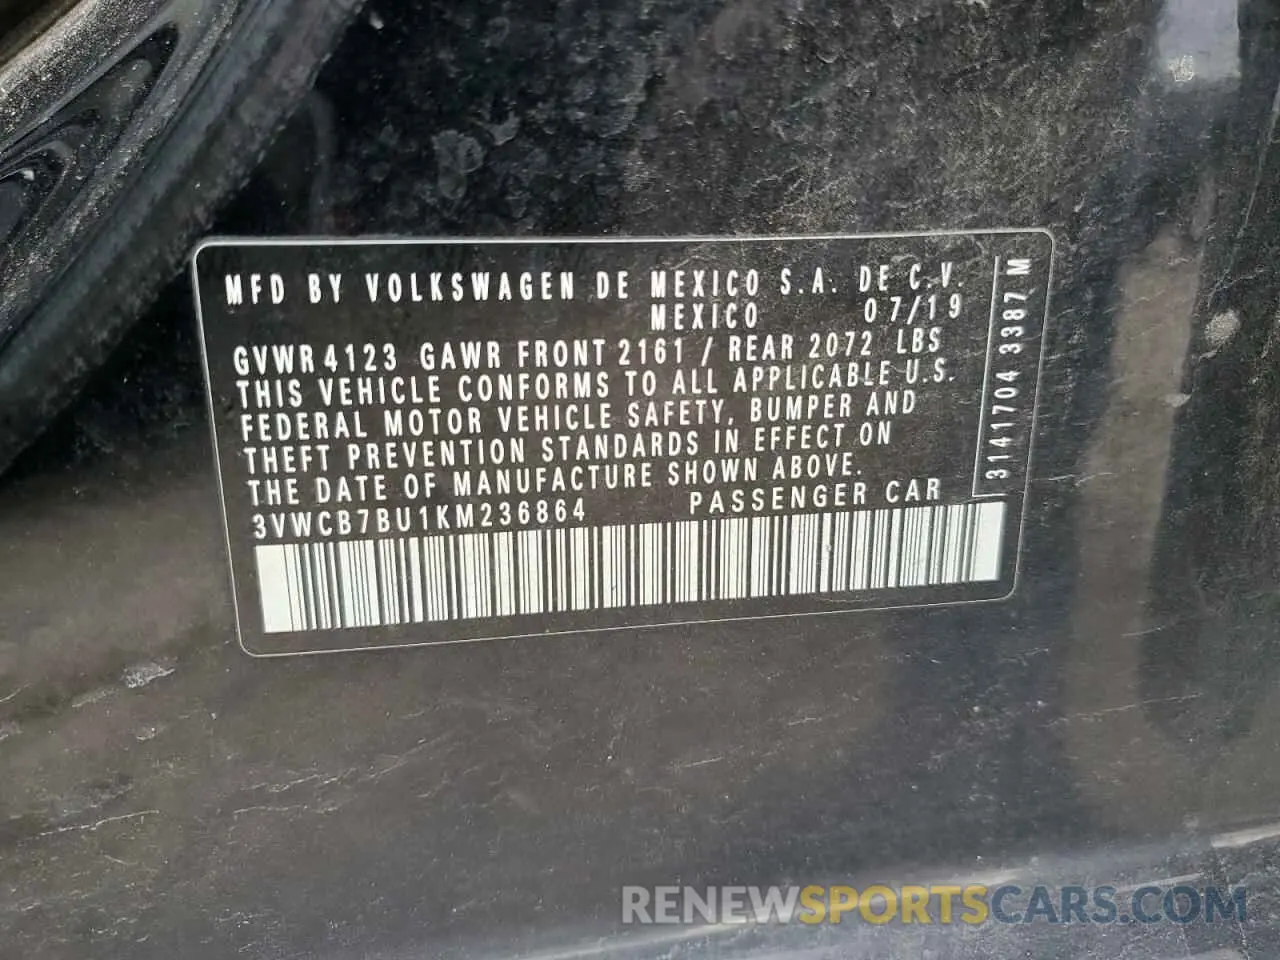 MFD BY VOLKSWAGEN DE MEXICO S.A. DE C.V.
MEXICO 07/19
GVWR 4123 GAWR FRONT 2161 / REAR 2072 LBS
THIS VEHICLE CONFORMS TO ALL APPLICABLE U.S.
FEDERAL MOTOR VEHICLE SAFETY, BUMPER AND
THEFT PREVENTION STANDARDS IN EFFECT ON
THE DATE OF MANUFACTURE SHOWN ABOVE.
3VWCB7BU1KM236864 PASSENGER CAR
3141704 3387 M
RENEWSPORTSCARS.COM